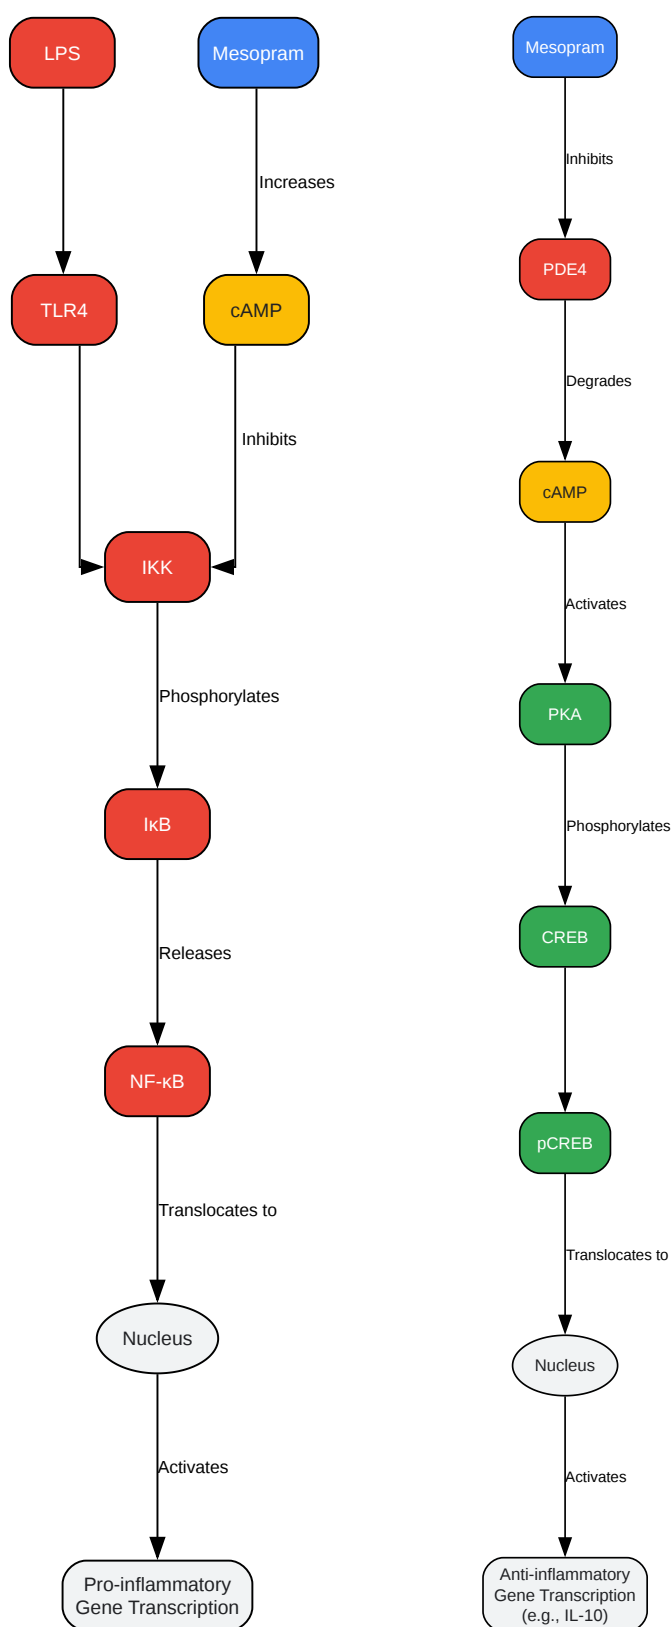 LPS
Mesopram
Increases
TLR4
cAMP
Inhibits
IKK
Phosphorylates
IκB
Releases
NF-κB
Translocates to
Nucleus
Activates
Pro-inflammatory
Gene Transcription
Mesopram
Inhibits
PDE4
Degrades
cAMP
Activates
PKA
Phosphorylates
CREB
pCREB
Translocates to
Nucleus
Activates
Anti-inflammatory
Gene Transcription
(e.g., IL-10)